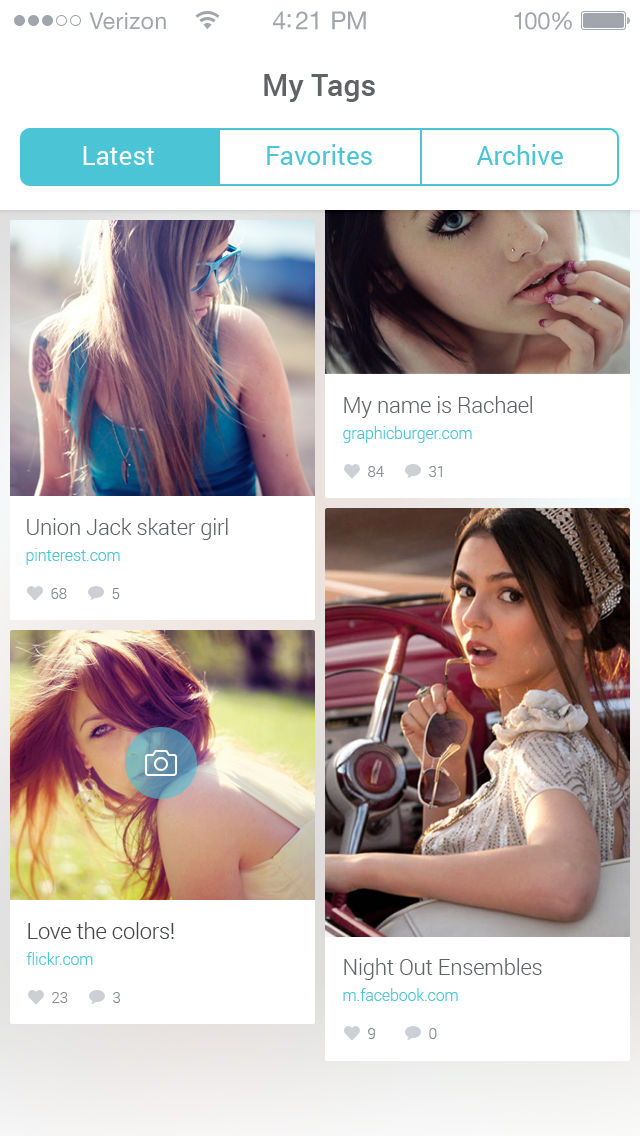 Verizon 4:21 PM 100%
My Tags
Latest Favorites Archive
Union Jack skater girl
pinterest.com
68 5
Love the colors!
flickr.com
23 3
My name is Rachael
graphicburger.com
84 31
Night Out Ensembles
m.facebook.com
9 0